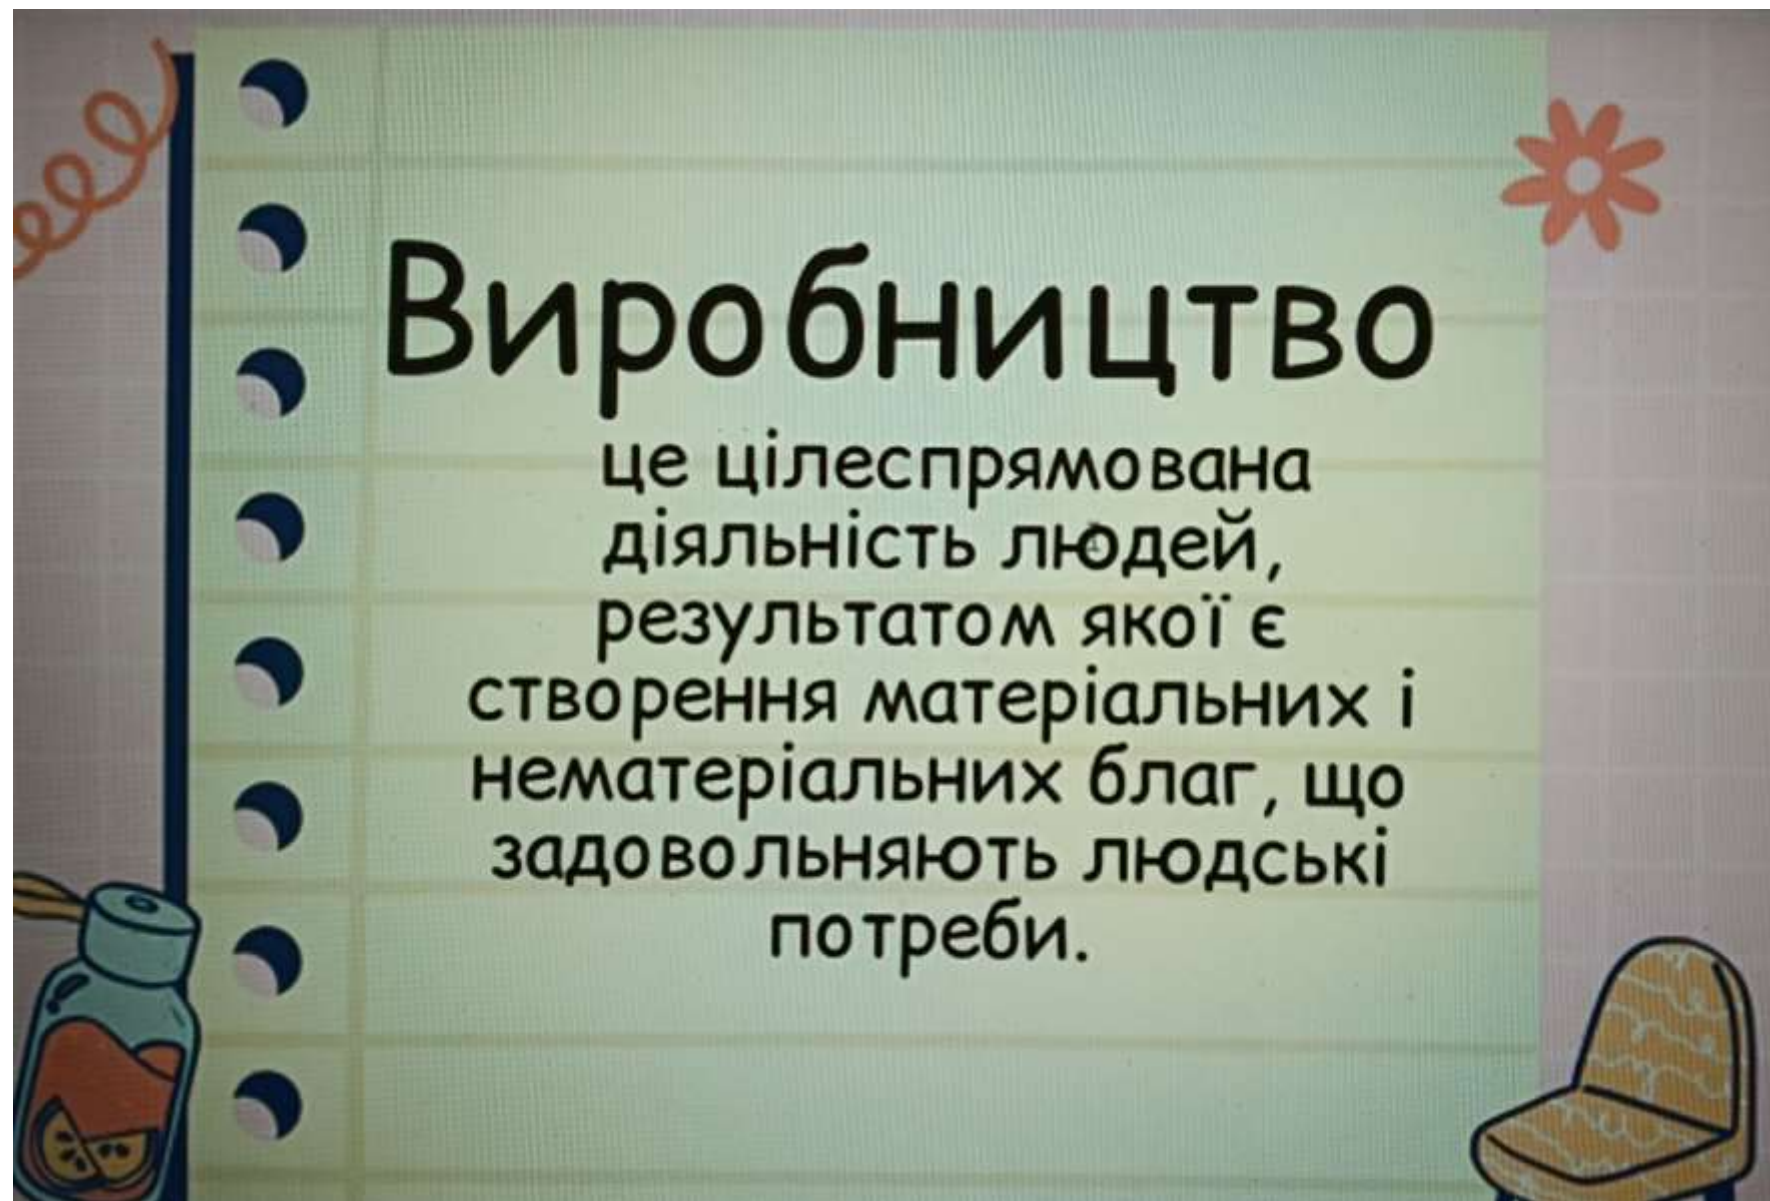 Виробництво
це цілеспрямована
діяльність людей,
результатом якої є
створення матеріальних і
нематеріальних благ, що
задовольняють людські
потреби.